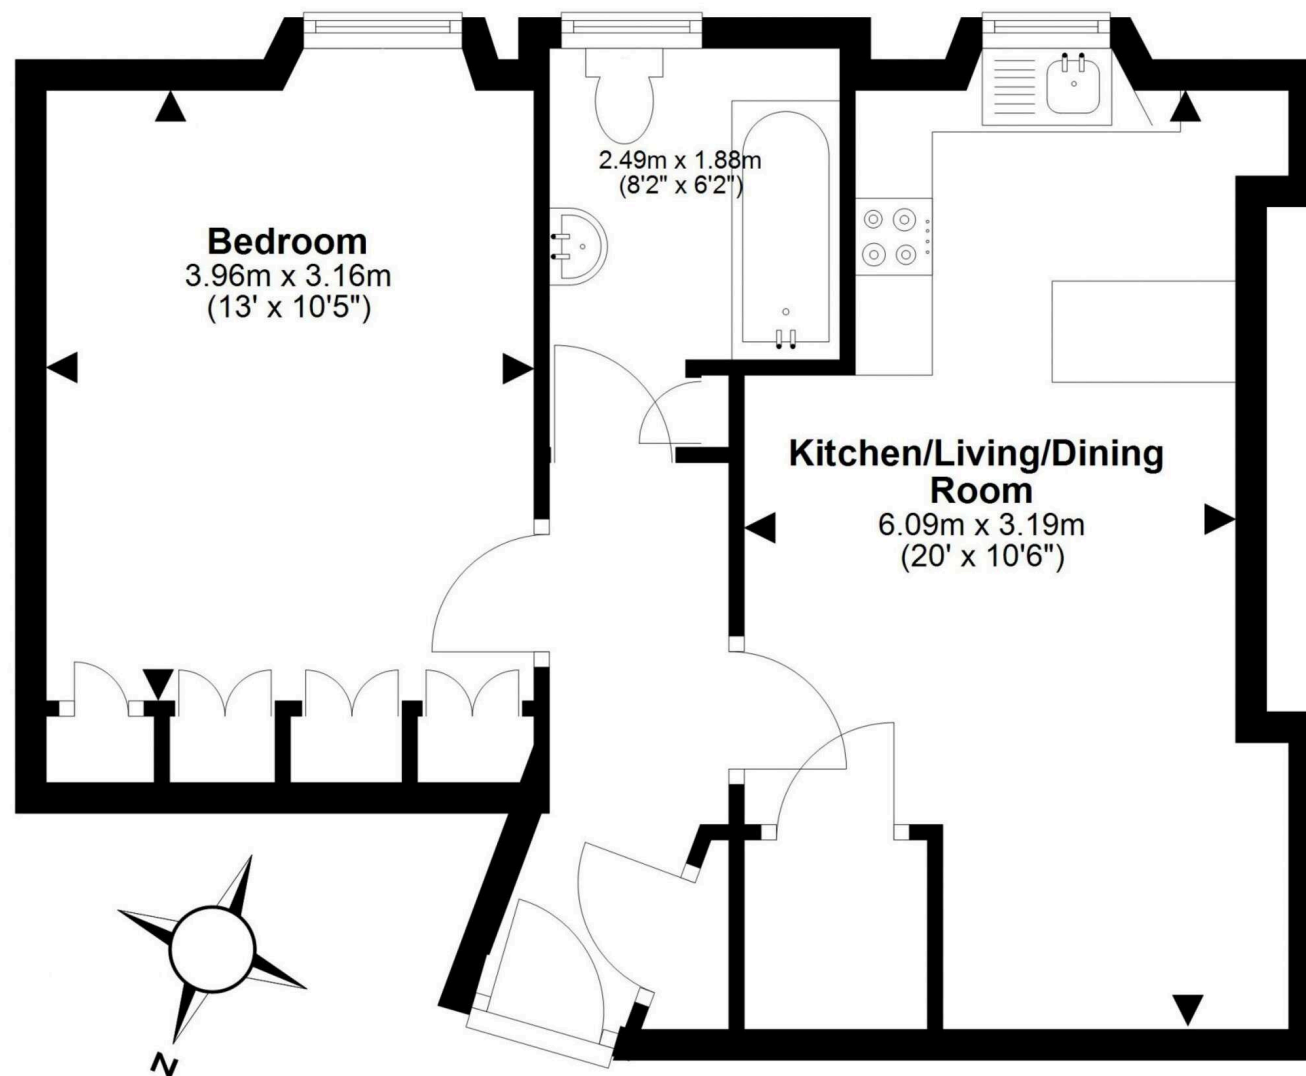 2.49m x 1.88m
(8'2" x 6'2")
Bedroom
3.96m x 3.16m
(13' x 10'5")
Kitchen/Living/Dining
Room
6.09m x 3.19m
(20' x 10'6")
N